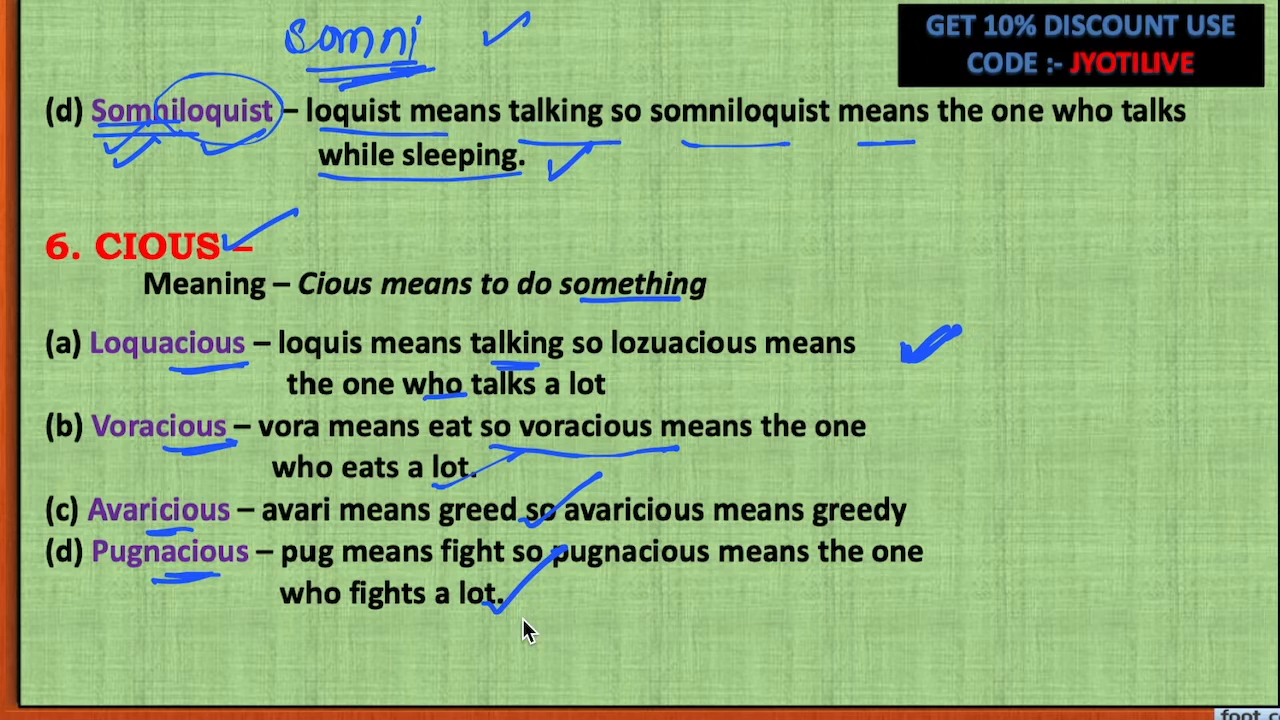 somni
GET 10% DISCOUNT USE
CODE :- JYOTILIVE
(d) Somniloquist – loquist means talking so somniloquist means the one who talks
while sleeping.
6. CIOUS –
Meaning – Cious means to do something
(a) Loquacious – loquis means talking so lozuacious means
the one who talks a lot
(b) Voracious – vora means eat so voracious means the one
who eats a lot.
(c) Avaricious – avari means greed so avaricious means greedy
(d) Pugnacious – pug means fight so pugnacious means the one
who fights a lot.